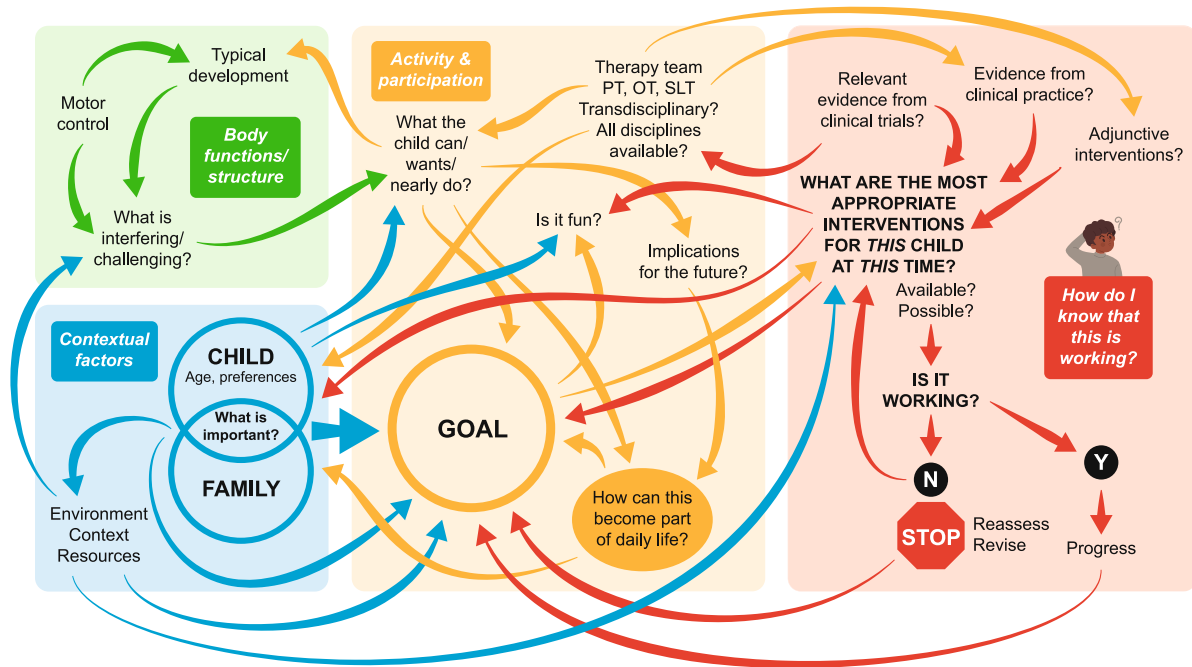 Typical
development
Motor
control
Body
functions/
structure
What is
interfering/
challenging?
Contextual
factors
CHILD
Age, preferences
What is
important?
FAMILY
Environment
Context
Resources
Activity &
participation
What the
child can/
wants/
nearly do?
Therapy team
PT, OT, SLT
Transdisciplinary?
All disciplines
available?
Is it fun?
Implications
for the future?
GOAL
How can this
become part
of daily life?
Relevant
evidence from
clinical trials?
Evidence from
clinical practice?
Adjunctive
interventions?
WHAT ARE THE MOST
APPROPRIATE
INTERVENTIONS
FOR THIS CHILD
AT THIS TIME?
Available?
Possible?
?
How do I
know that
this is
working?
IS IT
WORKING?
N
Y
STOP
Reassess
Revise
Progress